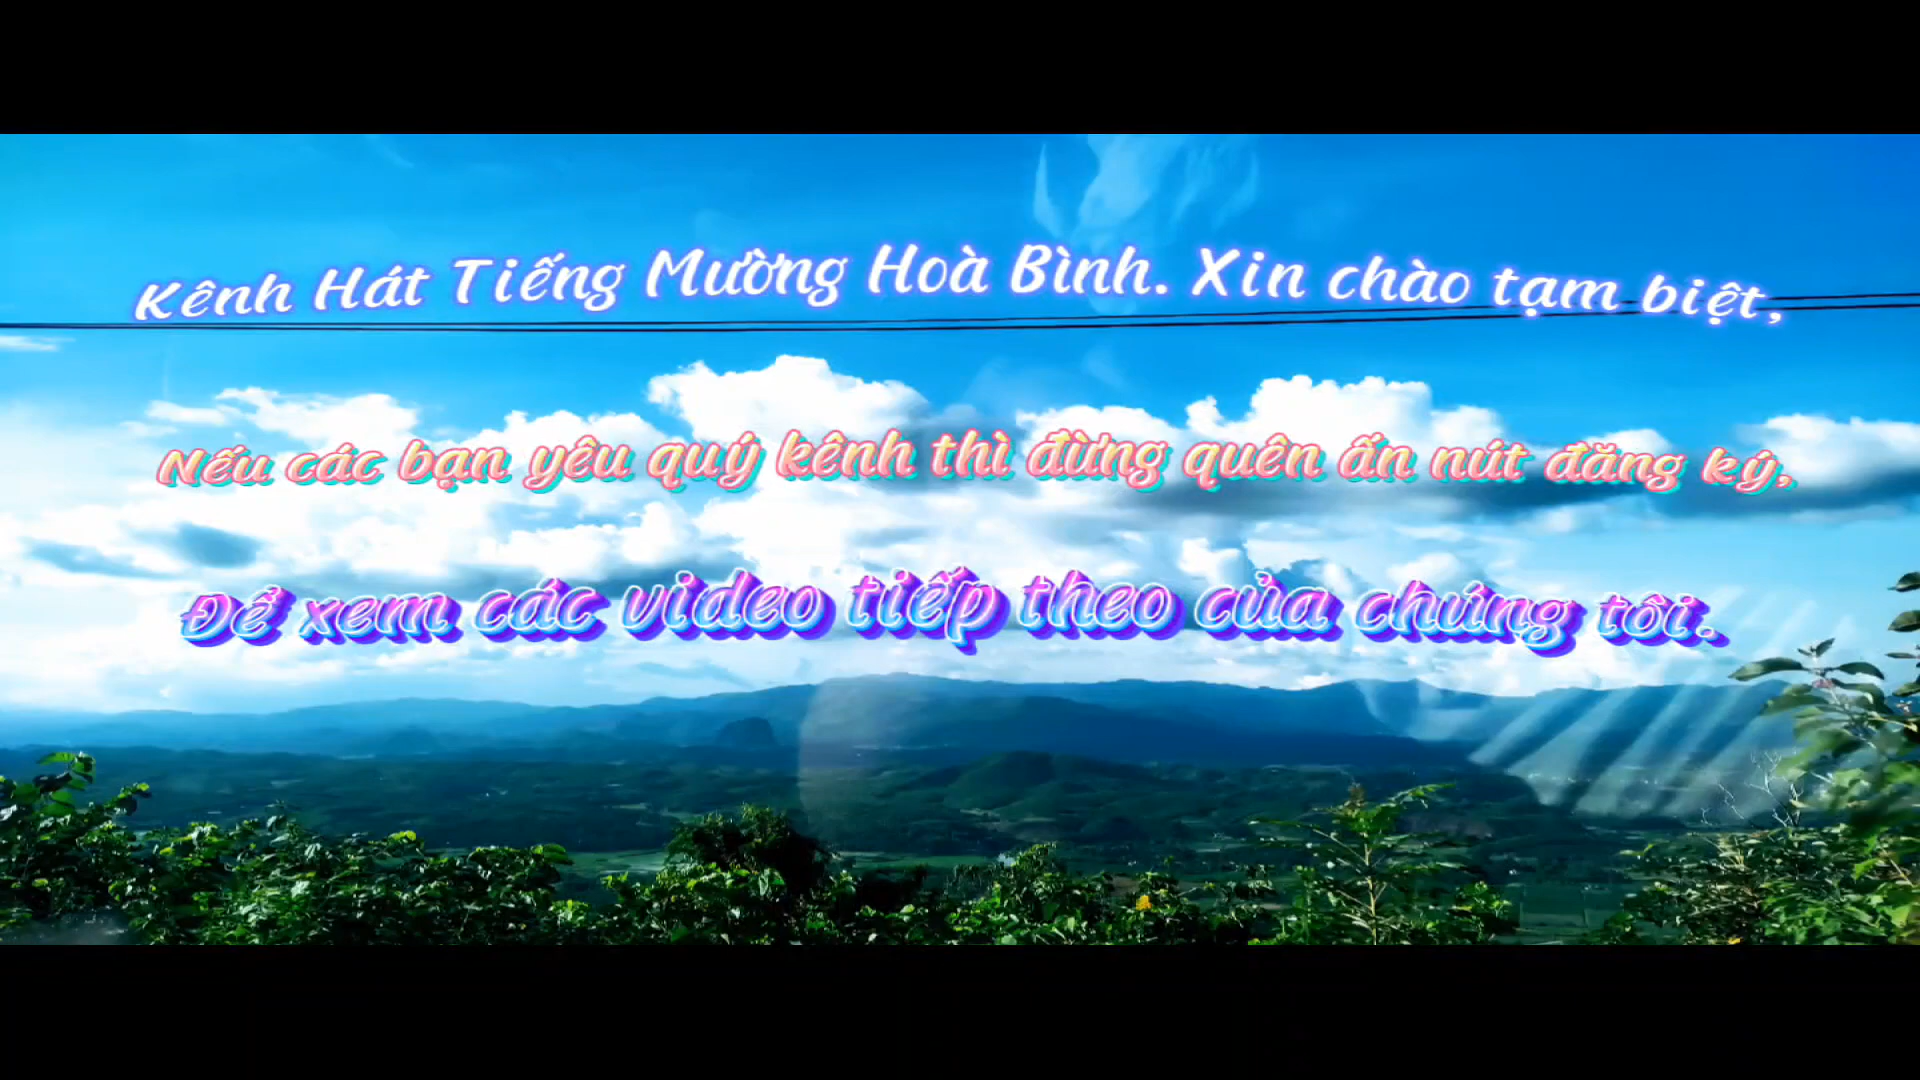 Kênh Hát Tiếng Mường Hoà Bình. Xin chào tạm biệt,
Nếu các bạn yêu quý kênh thì đừng quên ấn nút đăng ký,
Để xem các video tiếp theo của chúng tôi.